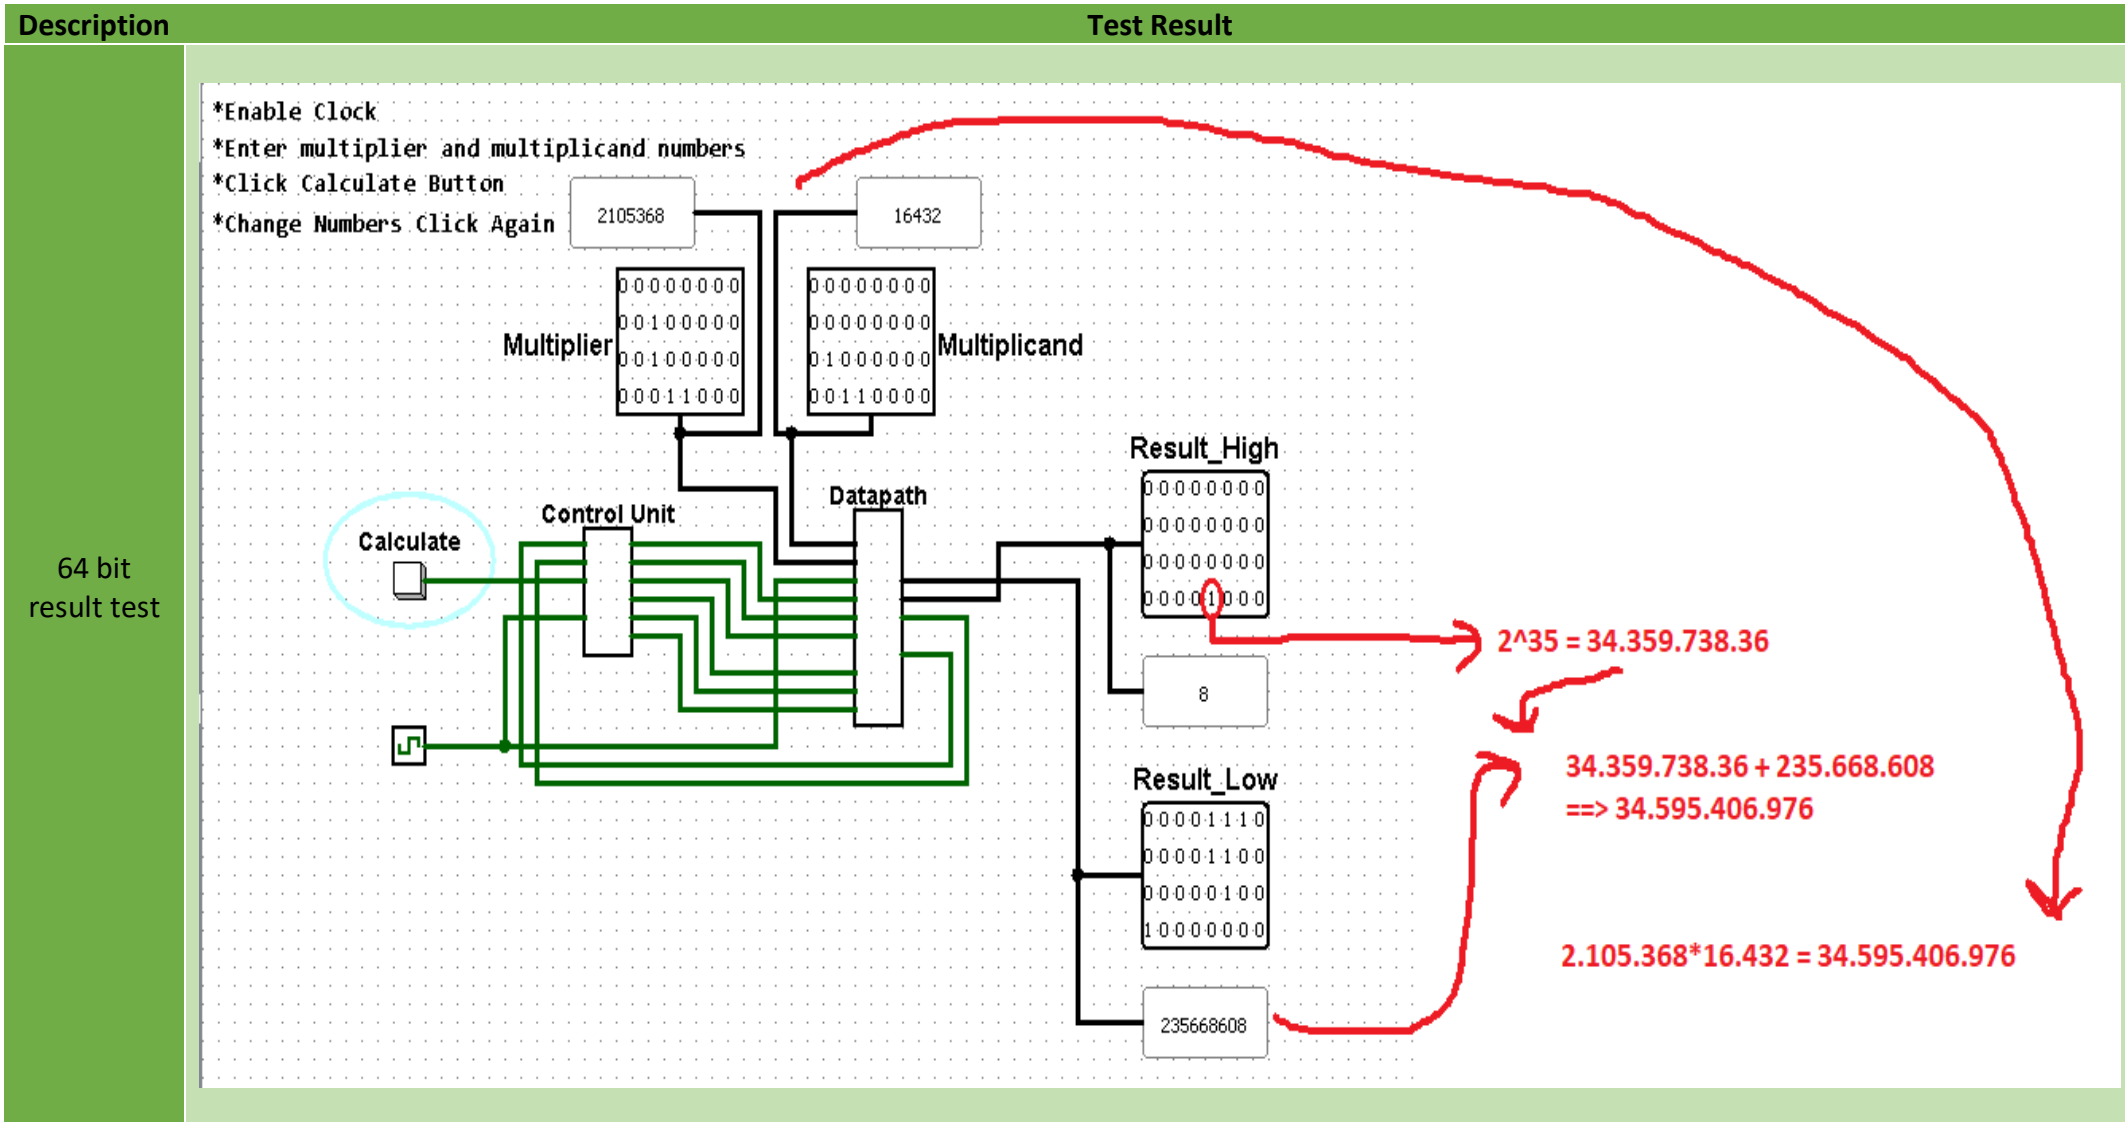 Description
Test Result
64 bit
result test
*Enable Clock
*Enter multiplier and multiplicand numbers
*Click Calculate Button
*Change Numbers Click Again
2105368
16432
Multiplier
00000000
00100000
00100000
00011000
00000000
00000000
01000000
00110000
Multiplicand
Calculate
Control Unit
Datapath
Result_High
00000000
00000000
00000000
00001000
8
2^35 = 34.359.738.36
34.359.738.36 + 235.668.608
==> 34.595.406.976
Result_Low
00001110
00001100
00000100
10000000
235668608
2.105.368*16.432 = 34.595.406.976